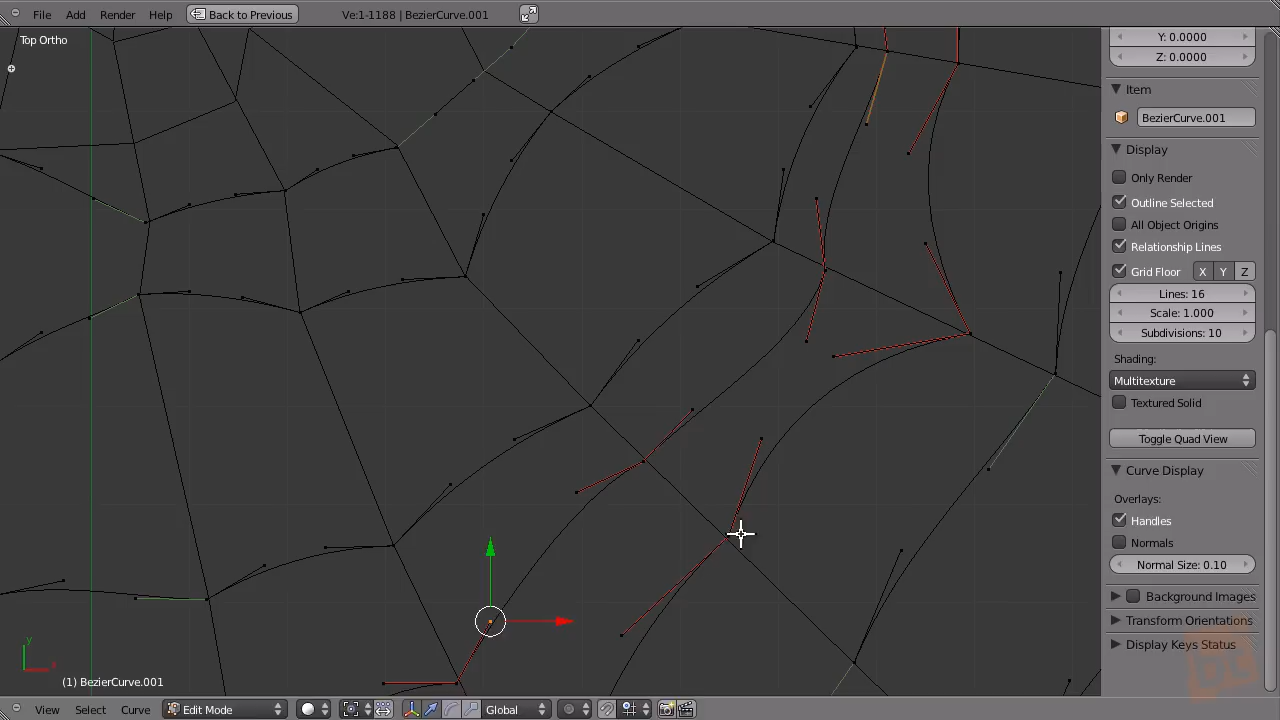 File Add Render Help Back to Previous Ve:1-1188 | BezierCurve.001
Top Ortho
Y: 0.0000
Z: 0.0000
Item
BezierCurve.001
Display
Only Render
Outline Selected
All Object Origins
Relationship Lines
Grid Floor X Y Z
Lines: 16
Scale: 1.000
Subdivisions: 10
Shading:
Multitexture
Textured Solid
Toggle Quad View
Curve Display
Overlays:
Handles
Normals
Normal Size: 0.10
Background Images
Transform Orientations
Display Keys Status
y
x
(1) BezierCurve.001
View Select Curve Edit Mode Global